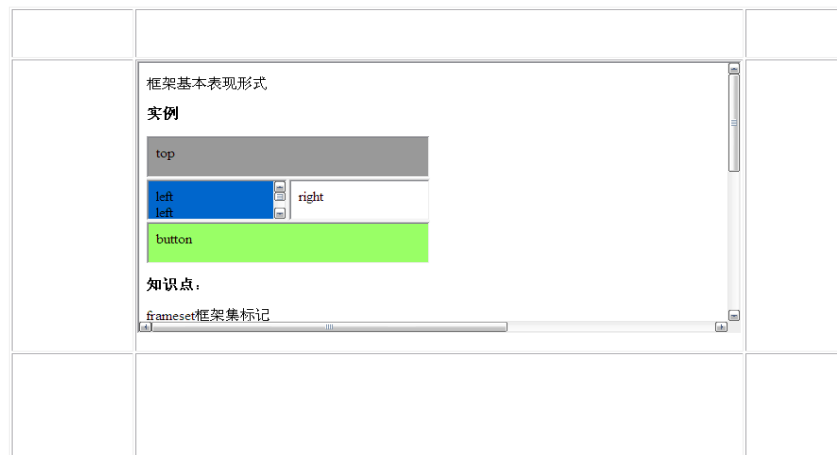 框架基本表现形式
实例
top
left
right
left
button
知识点：
frameset框架集标记